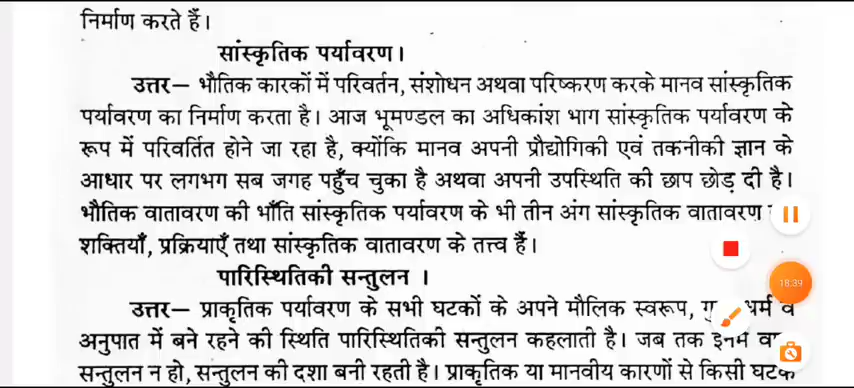 निर्माण करते हैं।
सांस्कृतिक पर्यावरण।
उत्तर— भौतिक कारकों में परिवर्तन, संशोधन अथवा परिष्करण करके मानव सांस्कृतिक
पर्यावरण का निर्माण करता है। आज भूमण्डल का अधिकांश भाग सांस्कृतिक पर्यावरण के
रूप में परिवर्तित होने जा रहा है, क्योंकि मानव अपनी प्रौद्योगिकी एवं तकनीकी ज्ञान के
आधार पर लगभग सब जगह पहुँच चुका है अथवा अपनी उपस्थिति की छाप छोड़ दी है।
भौतिक वातावरण की भाँति सांस्कृतिक पर्यावरण के भी तीन अंग सांस्कृतिक वातावरण
शक्तियाँ, प्रक्रियाएँ तथा सांस्कृतिक वातावरण के तत्त्व हैं।
18:39
पारिस्थितिकी सन्तुलन ।
उत्तर— प्राकृतिक पर्यावरण के सभी घटकों के अपने मौलिक स्वरूप, व
अनुपात में बने रहने की स्थिति पारिस्थितिकी सन्तुलन कहलाती है। जब तक इनमें
सन्तुलन न हो, सन्तुलन की दशा बनी रहती है। प्राकृतिक या मानवीय कारणों से किसी घटक